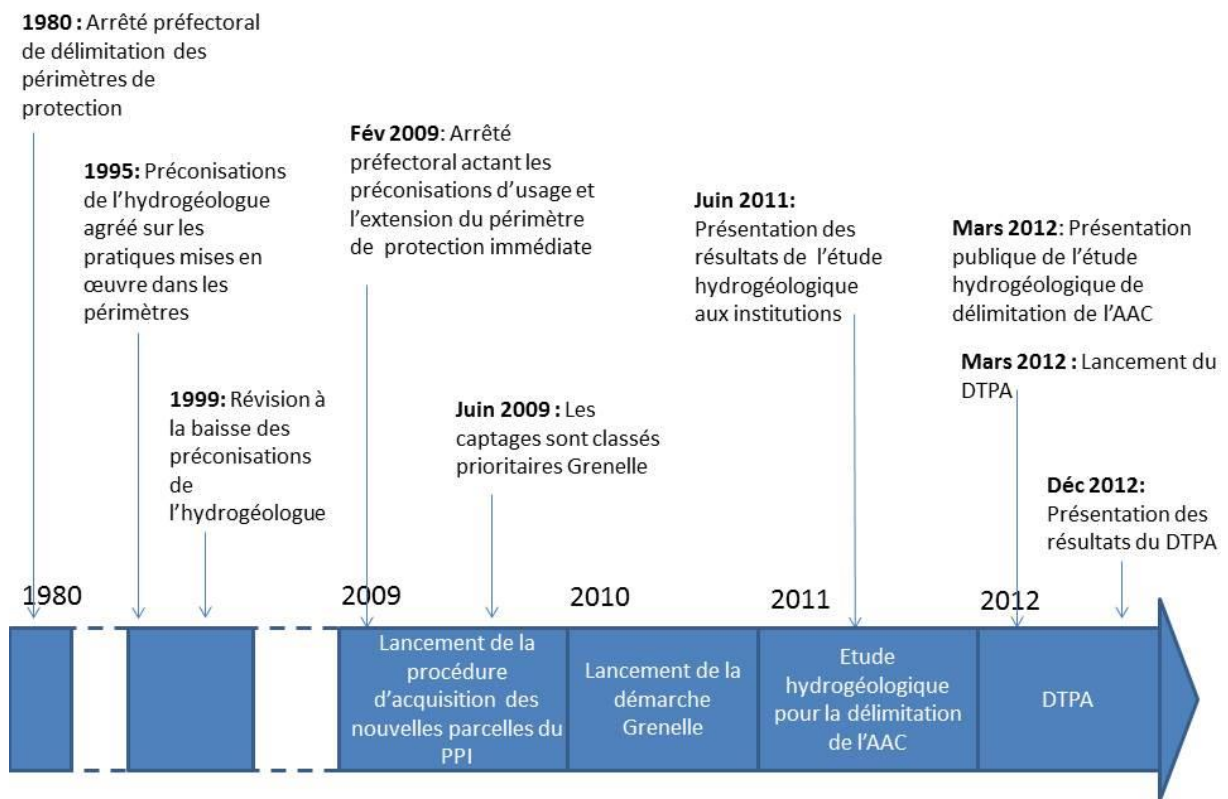 1980 : Arrêté préfectoral
de délimitation des
périmètres de
protection
1995: Préconisations
de l’hydrogéologue
agréé sur les
pratiques mises en
œuvre dans les
périmètres
1999: Révision à
la baisse des
préconisations
de
l’hydrogéologue
Fév 2009: Arrêté
préfectoral actant les
préconisations d’usage et
l’extension du périmètre
de protection immédiate
Juin 2009 : Les
captages sont classés
prioritaires Grenelle
Juin 2011:
Présentation des
résultats de l’étude
hydrogéologique
aux institutions
Mars 2012: Présentation
publique de l’étude
hydrogéologique de
délimitation de l’AAC
Mars 2012 : Lancement du
DTPA
Déc 2012:
Présentation des
résultats du DTPA
1980
2009
2010
2011
2012
Lancement de la
procédure
d’acquisition des
nouvelles parcelles du
PPI
Lancement de la
démarche
Grenelle
Etude
hydrogéologique
pour la délimitation
de l’AAC
DTPA